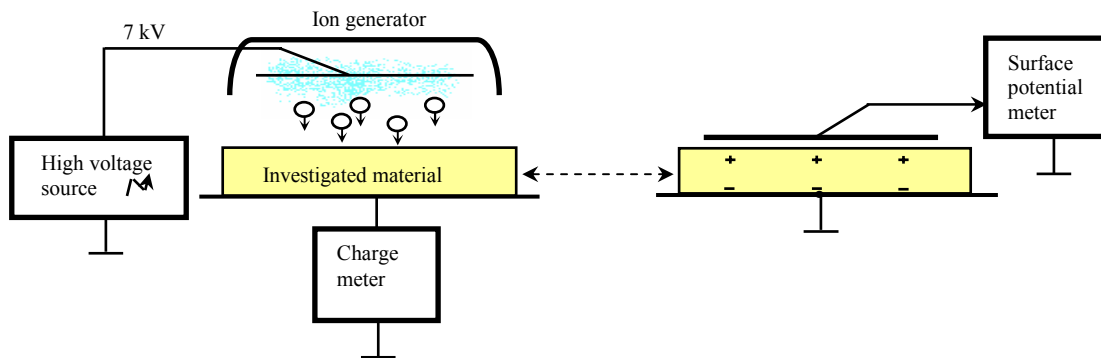 Ion generator
7 kV
High voltage
source
Investigated material
Charge
meter
Surface
potential
meter
+ + +
– – –